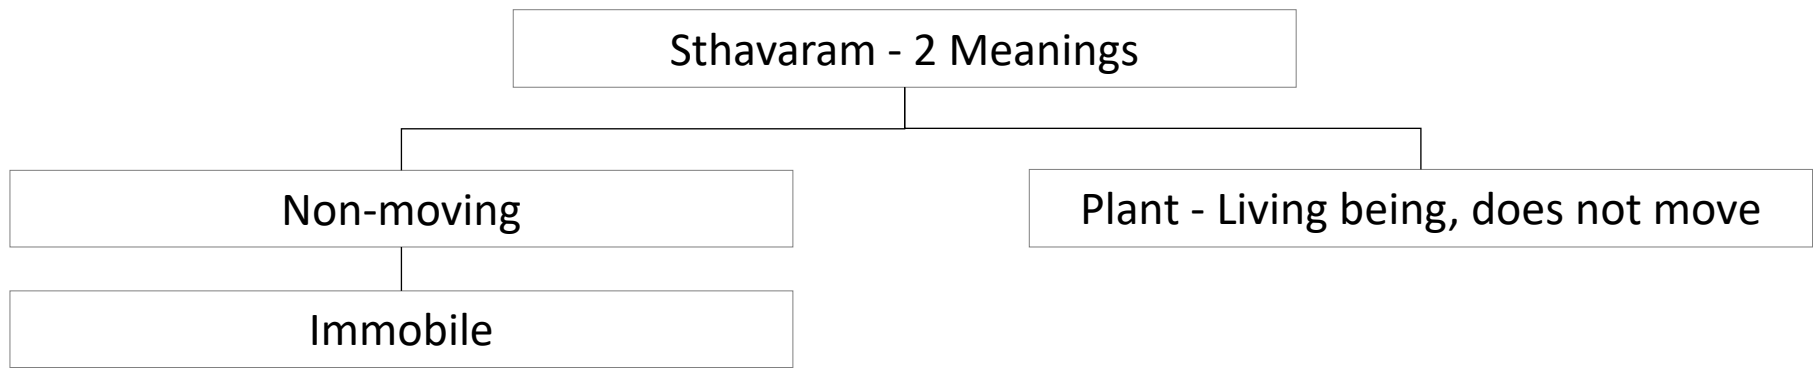 Sthavaram - 2 Meanings
Non-moving
Plant - Living being, does not move
Immobile